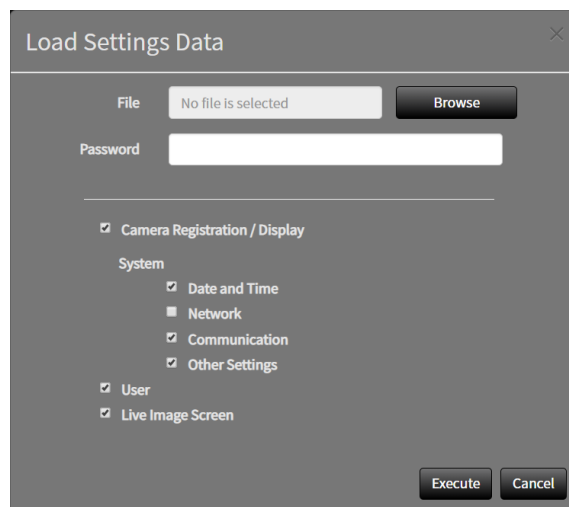 Load Settings Data
File No file is selected Browse
Password
Camera Registration / Display
System
Date and Time
Network
Communication
Other Settings
User
Live Image Screen
Execute Cancel